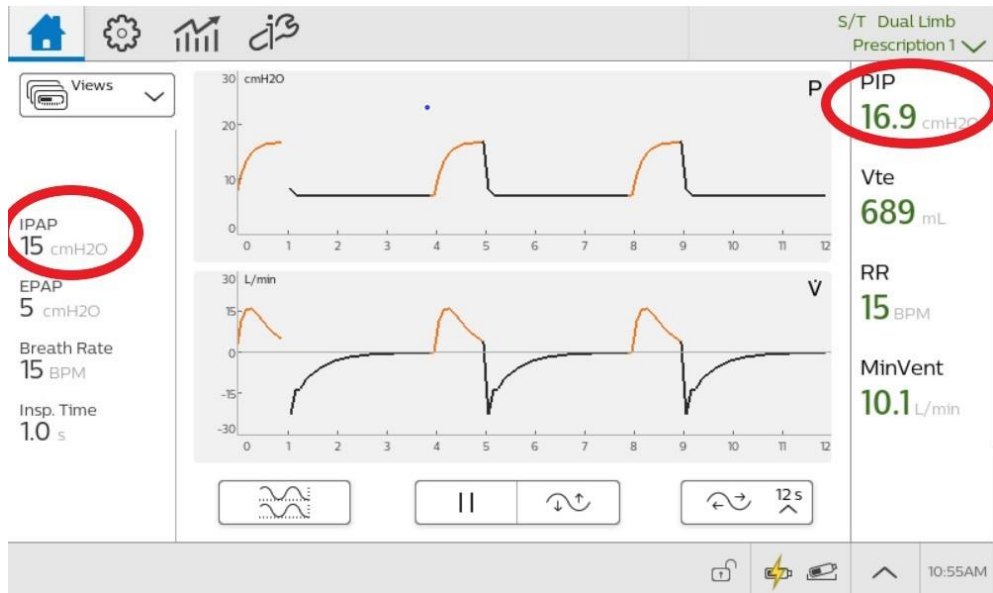 S/T Dual Limb
Prescription 1
Views
IPAP
15 cmH2O
EPAP
5 cmH2O
Breath Rate
15 BPM
Insp. Time
1.0 s
30 cmH2O
P
20
10
0
0 1 2 3 4 5 6 7 8 9 10 11 12
30 L/min
V̇
15
0
-15
-30
0 1 2 3 4 5 6 7 8 9 10 11 12
12 s
PIP
16.9 cmH2O
Vte
689 mL
RR
15 BPM
MinVent
10.1 L/min
10:55AM